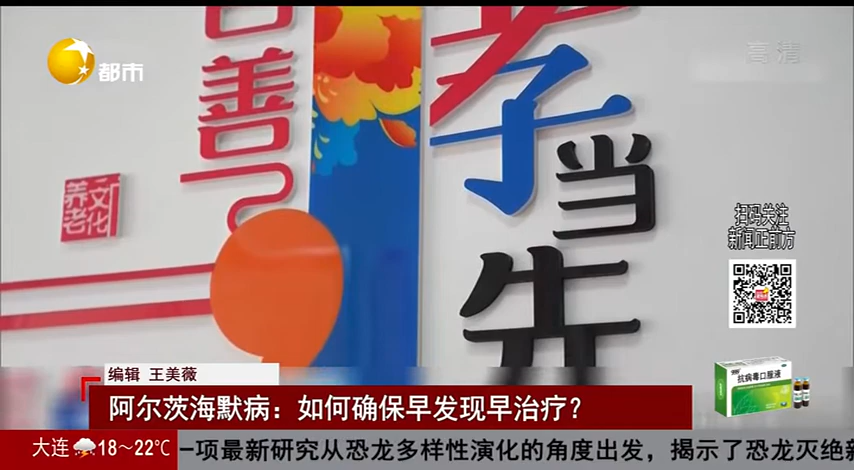 都市
高清
善
孝
当
先
养老
文化
扫码关注
新闻正前方
抗病毒口服液
编辑 王美薇
阿尔茨海默病：如何确保早发现早治疗？
大连 18～22℃
一项最新研究从恐龙多样性演化的角度出发，揭示了恐龙灭绝新